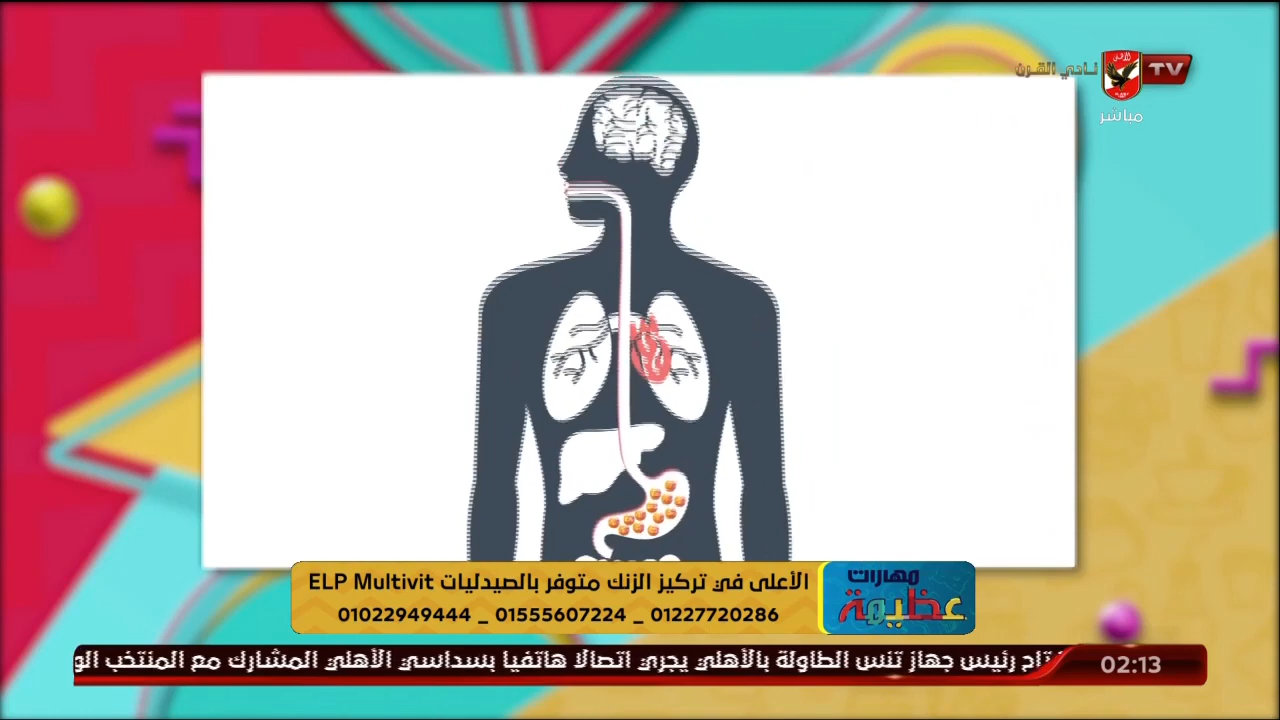 نادي القرن
TV
مباشر
ELP Multivit الأعلى في تركيز الزنك متوفر بالصيدليات
01022949444 _ 01555607224 _ 01227720286
مهارات
عظيمة
رئيس جهاز تنس الطاولة بالأهلي يجري اتصالا هاتفيا بسداسي الأهلي المشارك مع المنتخب
02:13